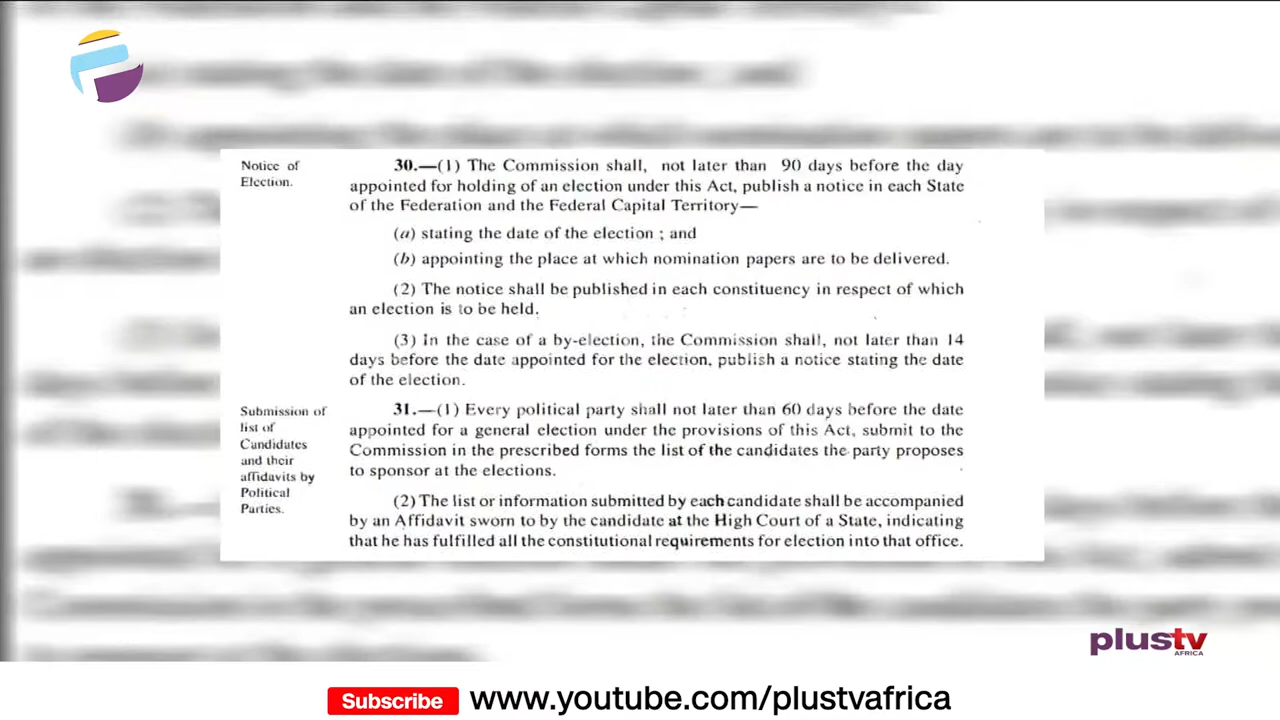 Notice of
Election.
30.—(1) The Commission shall, not later than 90 days before the day
appointed for holding of an election under this Act, publish a notice in each State
of the Federation and the Federal Capital Territory—
(a) stating the date of the election ; and
(b) appointing the place at which nomination papers are to be delivered.
(2) The notice shall be published in each constituency in respect of which
an election is to be held.
(3) In the case of a by-election, the Commission shall, not later than 14
days before the date appointed for the election, publish a notice stating the date
of the election.
Submission of
list of
Candidates
and their
affidavits by
Political
Parties.
31.—(1) Every political party shall not later than 60 days before the date
appointed for a general election under the provisions of this Act, submit to the
Commission in the prescribed forms the list of the candidates the party proposes
to sponsor at the elections.
(2) The list or information submitted by each candidate shall be accompanied
by an Affidavit sworn to by the candidate at the High Court of a State, indicating
that he has fulfilled all the constitutional requirements for election into that office.
plustv
AFRICA
Subscribe www.youtube.com/plustvafrica